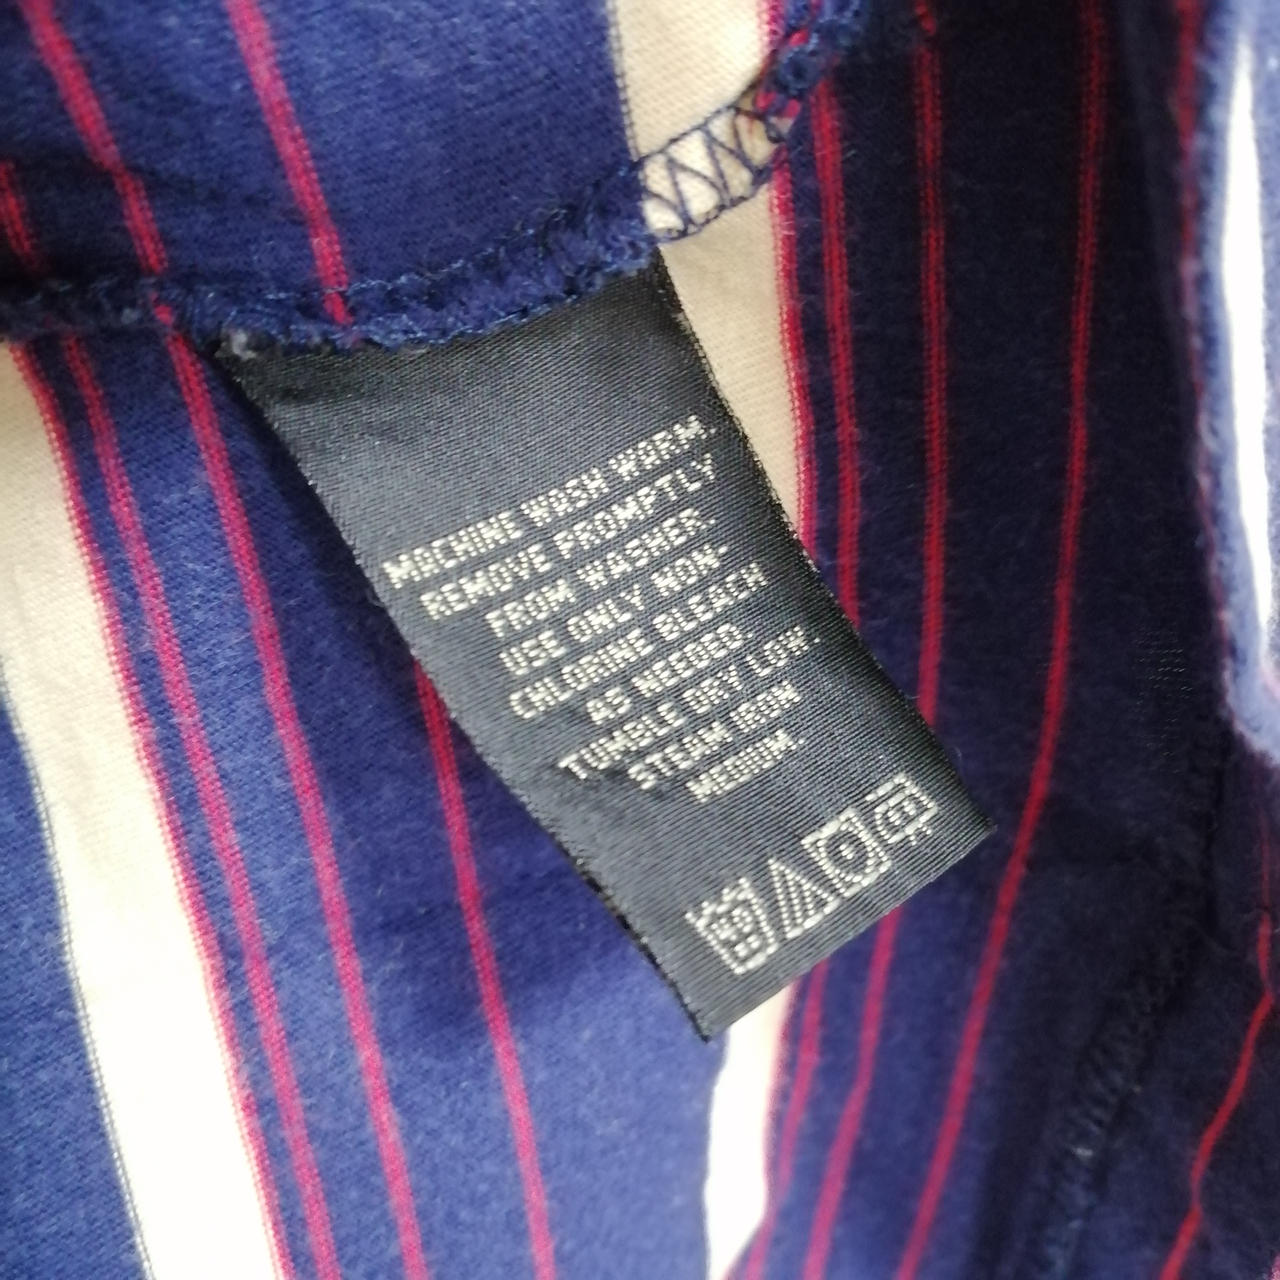 MACHINE WASH WARM.
REMOVE PROMPTLY
FROM WASHER.
USE ONLY NON-
CHLORINE BLEACH
AS NEEDED.
TUMBLE DRY LOW.
STEAM IRON
MEDIUM.